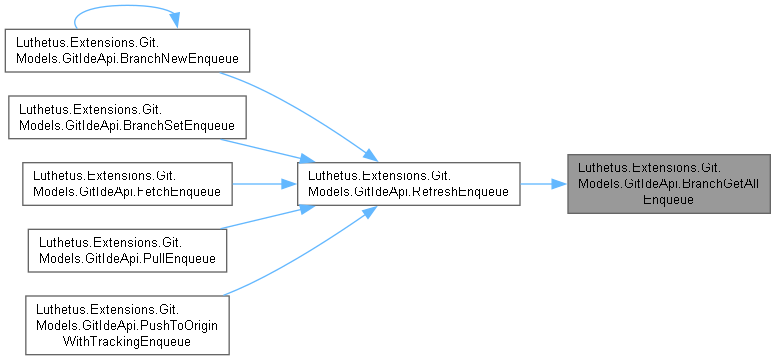 Luthetus.Extensions.Git.
Models.GitIdeApi.BranchNewEnqueue
Luthetus.Extensions.Git.
Models.GitIdeApi.BranchSetEnqueue
Luthetus.Extensions.Git.
Models.GitIdeApi.FetchEnqueue
Luthetus.Extensions.Git.
Models.GitIdeApi.PullEnqueue
Luthetus.Extensions.Git.
Models.GitIdeApi.PushToOrigin
WithTrackingEnqueue
Luthetus.Extensions.Git.
Models.GitIdeApi.RefreshEnqueue
Luthetus.Extensions.Git.
Models.GitIdeApi.BranchGetAll
Enqueue